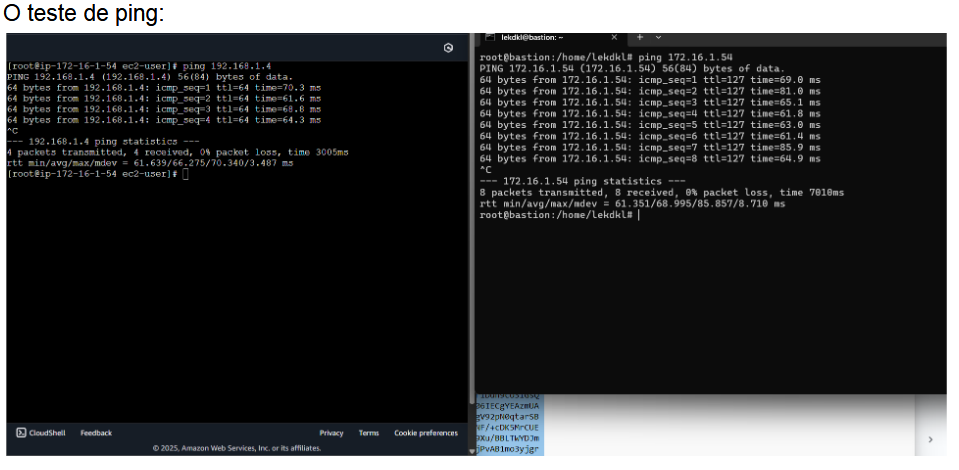 O teste de ping:
[root@ip-172-16-1-54 ec2-user]# ping 192.168.1.4
PING 192.168.1.4 (192.168.1.4) 56(84) bytes of data.
64 bytes from 192.168.1.4: icmp_seq=1 ttl=64 time=70.3 ms
64 bytes from 192.168.1.4: icmp_seq=2 ttl=64 time=61.6 ms
64 bytes from 192.168.1.4: icmp_seq=3 ttl=64 time=68.8 ms
64 bytes from 192.168.1.4: icmp_seq=4 ttl=64 time=64.3 ms
^C
--- 192.168.1.4 ping statistics ---
4 packets transmitted, 4 received, 0% packet loss, time 3005ms
rtt min/avg/max/mdev = 61.639/66.275/70.340/3.487 ms
[root@ip-172-16-1-54 ec2-user]#
CloudShell Feedback Privacy Terms Cookie preferences
© 2025, Amazon Web Services, Inc. or its affiliates.
lekdkl@bastion: ~
root@bastion:/home/lekdkl# ping 172.16.1.54
PING 172.16.1.54 (172.16.1.54) 56(84) bytes of data.
64 bytes from 172.16.1.54: icmp_seq=1 ttl=127 time=69.0 ms
64 bytes from 172.16.1.54: icmp_seq=2 ttl=127 time=81.0 ms
64 bytes from 172.16.1.54: icmp_seq=3 ttl=127 time=65.1 ms
64 bytes from 172.16.1.54: icmp_seq=4 ttl=127 time=61.8 ms
64 bytes from 172.16.1.54: icmp_seq=5 ttl=127 time=63.0 ms
64 bytes from 172.16.1.54: icmp_seq=6 ttl=127 time=61.4 ms
64 bytes from 172.16.1.54: icmp_seq=7 ttl=127 time=85.9 ms
64 bytes from 172.16.1.54: icmp_seq=8 ttl=127 time=64.9 ms
^C
--- 172.16.1.54 ping statistics ---
8 packets transmitted, 8 received, 0% packet loss, time 7010ms
rtt min/avg/max/mdev = 61.351/68.995/85.857/8.710 ms
root@bastion:/home/lekdkl#